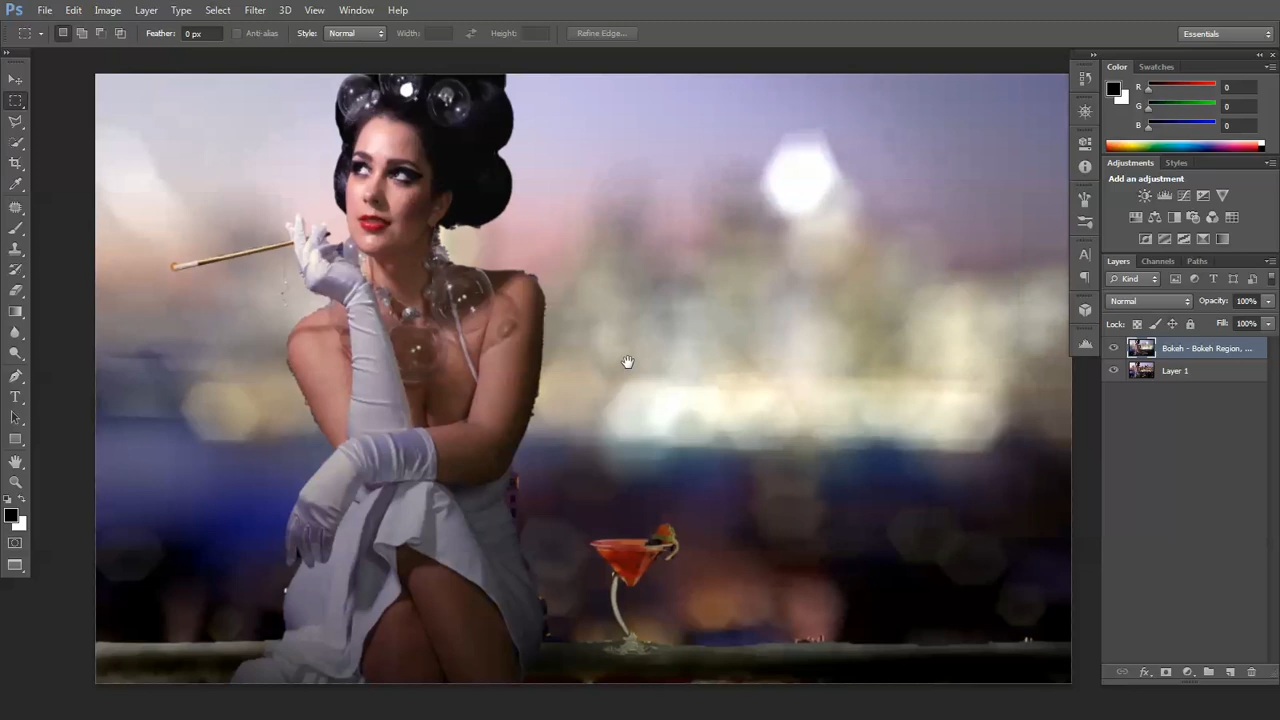 Ps File Edit Image Layer Type Select Filter 3D View Window Help
Feather: 0 px Anti-alias Style: Normal Width: Height: Refine Edge... Essentials
Color Swatches
R 0
G 0
B 0
Adjustments Styles
Add an adjustment
Layers Channels Paths
Kind
Normal Opacity: 100%
Lock: Fill: 100%
Bokeh - Bokeh Region, ...
Layer 1